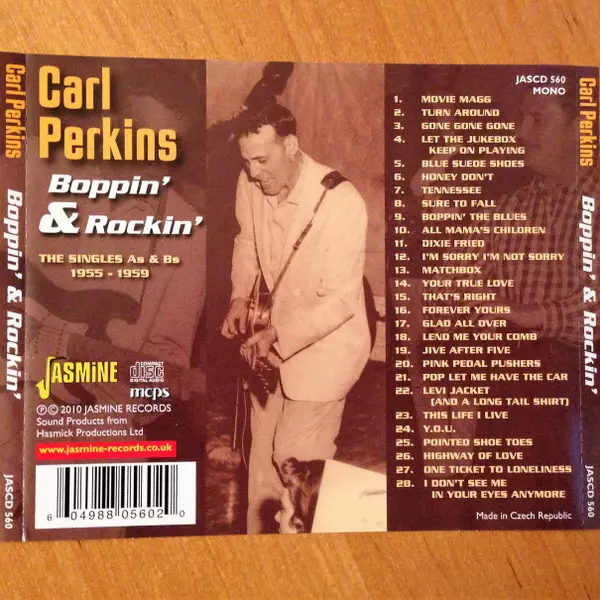 Carl Perkins Boppin' & Rockin' JASCD 560
Carl
Perkins
Boppin'
& Rockin'
THE SINGLES As & Bs
1955 - 1959
JASMINE
COMPACT
disc
DIGITAL AUDIO
mcps
℗© 2010 JASMINE RECORDS
Sound Products from
Hasmick Productions Ltd
www.jasmine-records.co.uk
6 04988 05602 0
JASCD 560
MONO
1. MOVIE MAGG
2. TURN AROUND
3. GONE GONE GONE
4. LET THE JUKEBOX
KEEP ON PLAYING
5. BLUE SUEDE SHOES
6. HONEY DON'T
7. TENNESSEE
8. SURE TO FALL
9. BOPPIN' THE BLUES
10. ALL MAMA'S CHILDREN
11. DIXIE FRIED
12. I'M SORRY I'M NOT SORRY
13. MATCHBOX
14. YOUR TRUE LOVE
15. THAT'S RIGHT
16. FOREVER YOURS
17. GLAD ALL OVER
18. LEND ME YOUR COMB
19. JIVE AFTER FIVE
20. PINK PEDAL PUSHERS
21. POP LET ME HAVE THE CAR
22. LEVI JACKET
(AND A LONG TAIL SHIRT)
23. THIS LIFE I LIVE
24. Y.O.U.
25. POINTED SHOE TOES
26. HIGHWAY OF LOVE
27. ONE TICKET TO LONELINESS
28. I DON'T SEE ME
IN YOUR EYES ANYMORE
Made in Czech Republic
Carl Perkins Boppin' & Rockin' JASCD 560